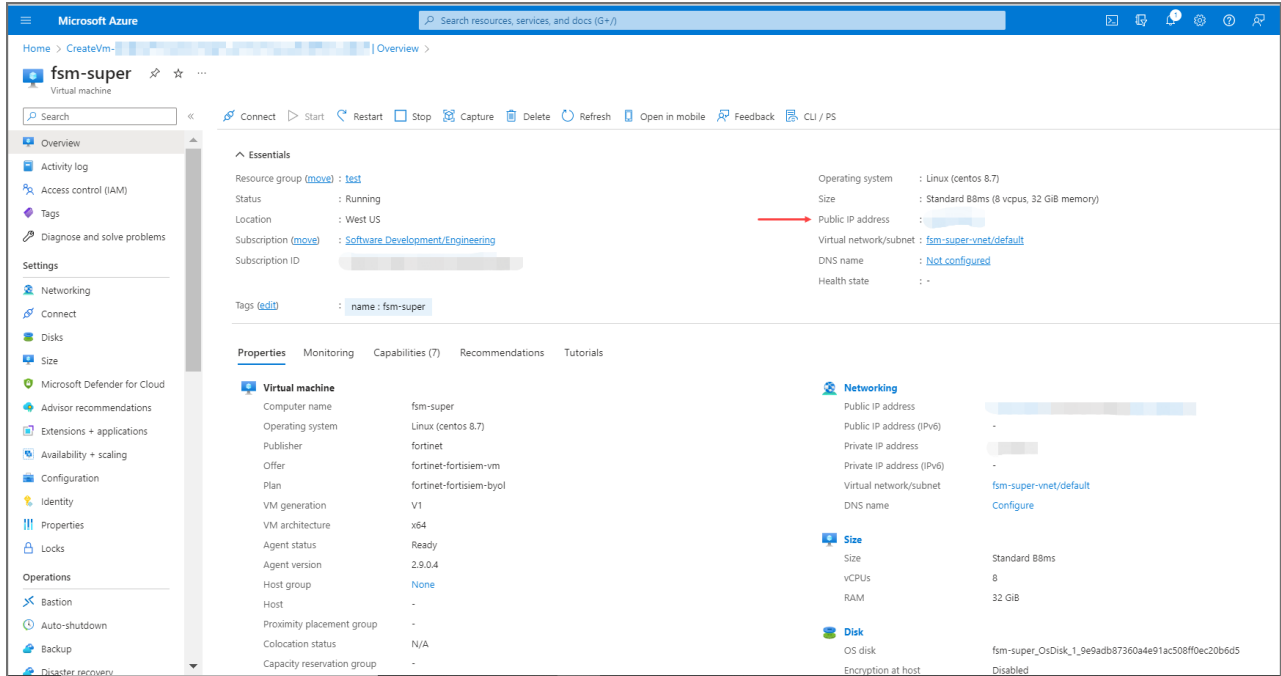 Microsoft Azure
Search resources, services, and docs (G+/)
1
Home > CreateVm- | Overview >
fsm-super
Virtual machine
Search
«
Connect Start Restart Stop Capture Delete Refresh Open in mobile Feedback CLI / PS
Overview
Activity log
Access control (IAM)
Tags
Diagnose and solve problems
Settings
Networking
Connect
Disks
Size
Microsoft Defender for Cloud
Advisor recommendations
Extensions + applications
Availability + scaling
Configuration
Identity
Properties
Locks
Operations
Bastion
Auto-shutdown
Backup
Disaster recovery
Essentials
Resource group (move) : test
Status : Running
Location : West US
Subscription (move) : Software Development/Engineering
Subscription ID
Tags (edit) : name : fsm-super
Operating system : Linux (centos 8.7)
Size : Standard B8ms (8 vcpus, 32 GiB memory)
Public IP address :
Virtual network/subnet : fsm-super-vnet/default
DNS name : Not configured
Health state : -
Properties Monitoring Capabilities (7) Recommendations Tutorials
Virtual machine
Computer name fsm-super
Operating system Linux (centos 8.7)
Publisher fortinet
Offer fortinet-fortisiem-vm
Plan fortinet-fortisiem-byol
VM generation V1
VM architecture x64
Agent status Ready
Agent version 2.9.0.4
Host group None
Host -
Proximity placement group -
Colocation status N/A
Capacity reservation group -
Networking
Public IP address
Public IP address (IPv6) -
Private IP address
Private IP address (IPv6) -
Virtual network/subnet fsm-super-vnet/default
DNS name Configure
Size
Size Standard B8ms
vCPUs 8
RAM 32 GiB
Disk
OS disk fsm-super_OsDisk_1_9e9adb87360a4e91ac508ff0ec20b6d5
Encryption at host Disabled